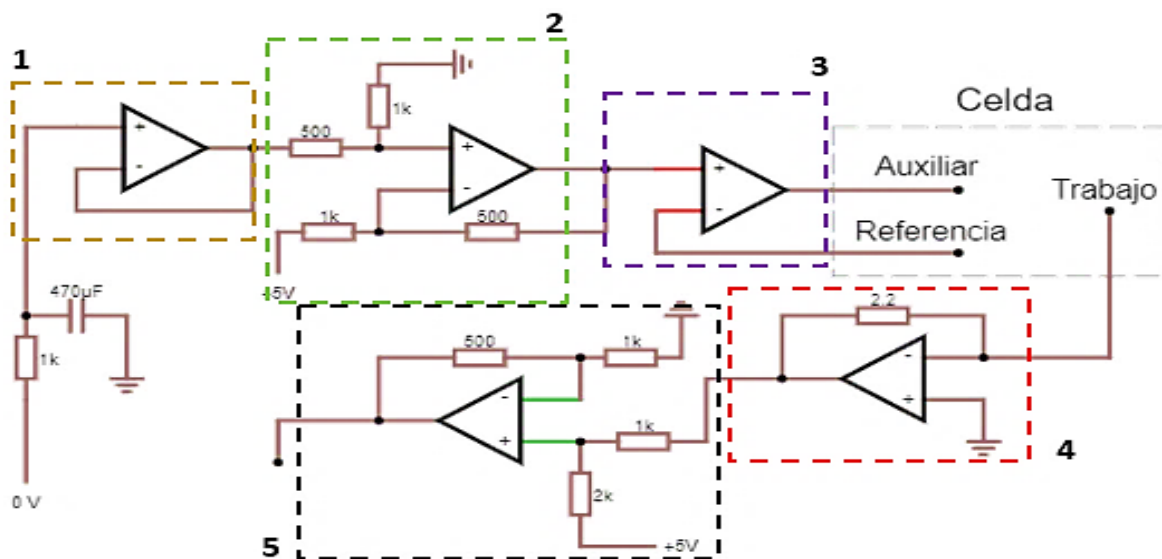 1
2
3
Celda
Auxiliar
Trabajo
Referencia
+
-
1k
500
+
-
1k
500
+5V
+
-
470µF
1k
0 V
2.2
-
+
4
500
1k
-
+
1k
2k
+5V
5